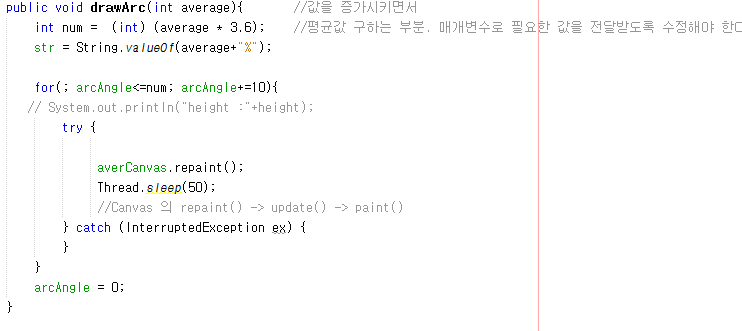 public void drawArc(int average){ //값을 증가시키면서
int num = (int) (average * 3.6); //평균값 구하는 부분. 매개변수로 필요한 값을 전달받도록 수정해야 한다
str = String.valueOf(average+"%");
for(; arcAngle<=num; arcAngle+=10){
// System.out.println("height :"+height);
try {
averCanvas.repaint();
Thread.sleep(50);
//Canvas 의 repaint() -> update() -> paint()
} catch (InterruptedException ex) {
}
}
arcAngle = 0;
}